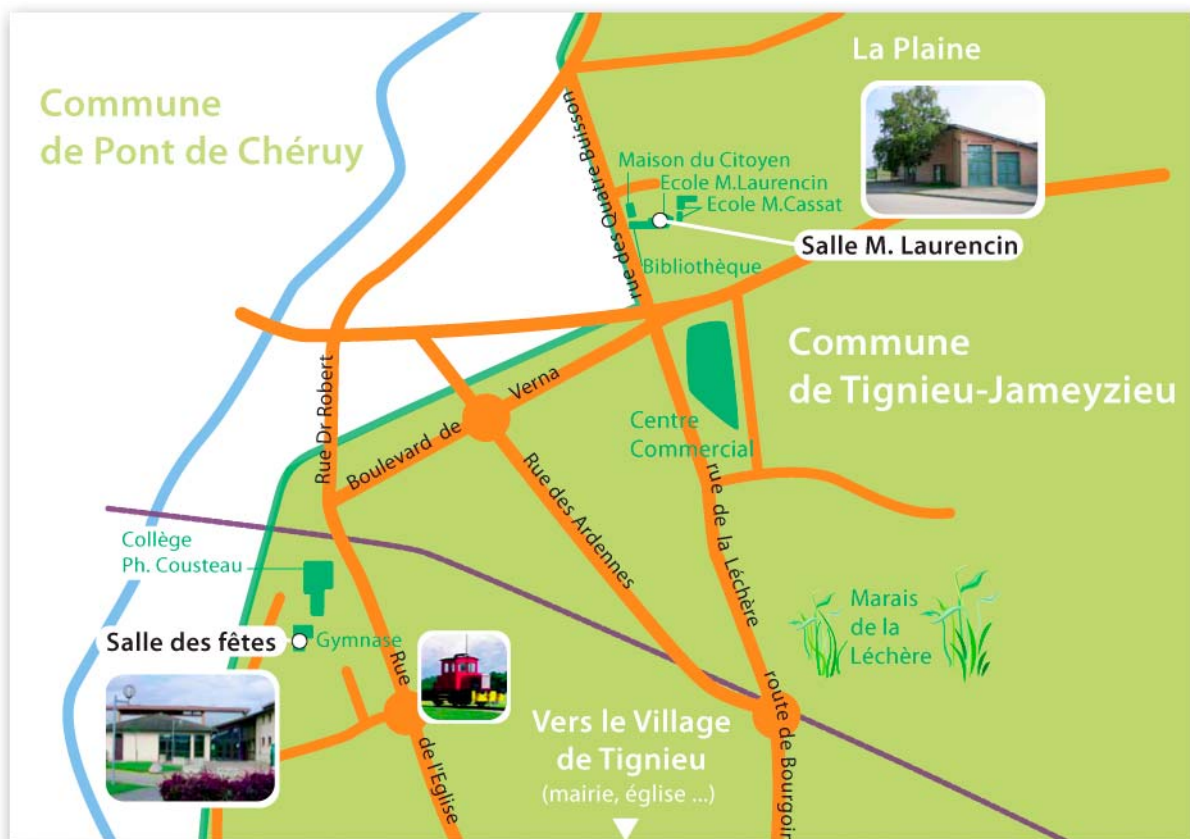 Commune
de Pont de Chéruy
La Plaine
rue des Quatre Buisson
Maison du Citoyen
Ecole M.Laurencin
Ecole M.Cassat
Salle M. Laurencin
Bibliothèque
Commune
de Tignieu-Jameyzieu
Rue Dr Robert
Boulevard de Verna
Centre
Commercial
Rue des Ardennes
rue de la Léchère
Collège
Ph. Cousteau
Salle des fêtes
Gymnase
Marais
de la
Léchère
Rue de l'Eglise
Vers le Village
de Tignieu
(mairie, église ...)
route de Bourgoin